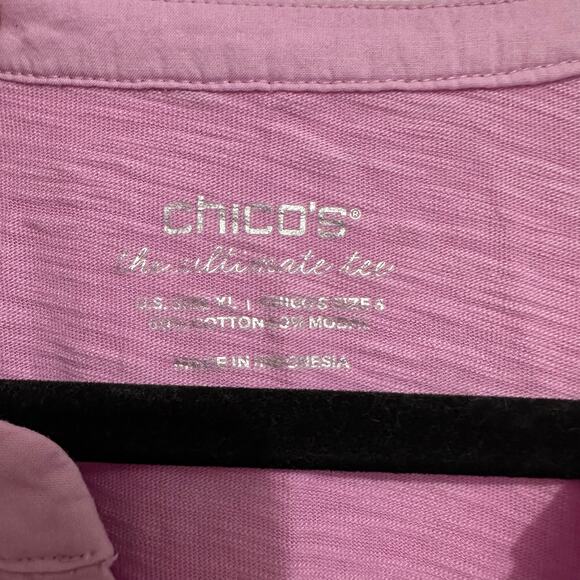 chico's®
the ultimate tee
U.S. SIZE XL | CHICO'S SIZE
COTTON MODAL
MADE IN INDONESIA